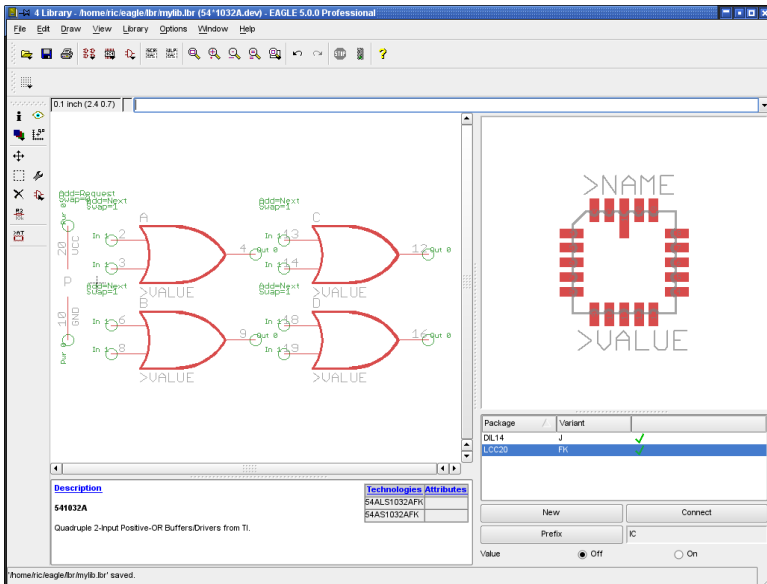 4 Library - /home/ric/eagle/lbr/mylib.lbr (54*1032A.dev) - EAGLE 5.0.0 Professional
File Edit Draw View Library Options Window Help
0.1 inch (2.4 0.7)
Add=Request
Add=Next
Swap=1
Add=Next
Swap=1
A
C
In 1 2
In 1 3
4 Out 0
In 13
In 14
12 Out 0
Pwr 0
20
VCC
P
>VALUE
>VALUE
Add=Next
Swap=1
Add=Next
Swap=1
B
D
10
GND
Pwr 0
In 1 6
In 1 8
9 Out 0
In 18
In 19
16 Out 0
>VALUE
>VALUE
>NAME
>VALUE
Package Variant
DIL14 J
LCC20 FK
New Connect
Prefix IC
Value Off On
Description
541032A
Quadruple 2-Input Positive-OR Buffers/Drivers from TI.
Technologies Attributes
54ALS1032AFK
54AS1032AFK
'/home/ric/eagle/lbr/mylib.lbr' saved.